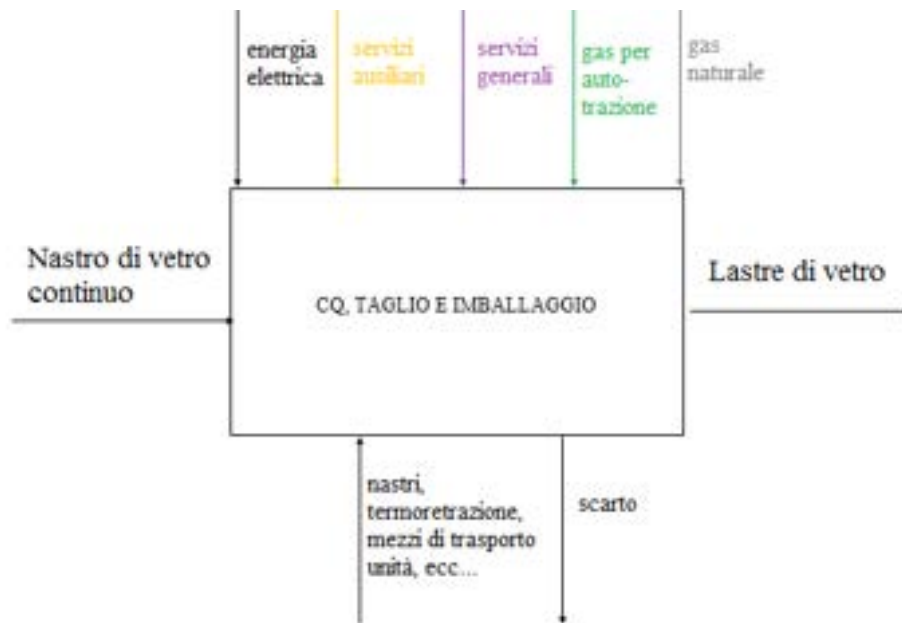 energia
elettrica
servizi
ausiliari
servizi
generali
gas per
auto-
trazione
gas
naturale
Nastro di vetro
continuo
Lastre di vetro
CQ, TAGLIO E IMBALLAGGIO
nastri,
termoretrazione,
mezzi di trasporto
unità, ecc...
scarto